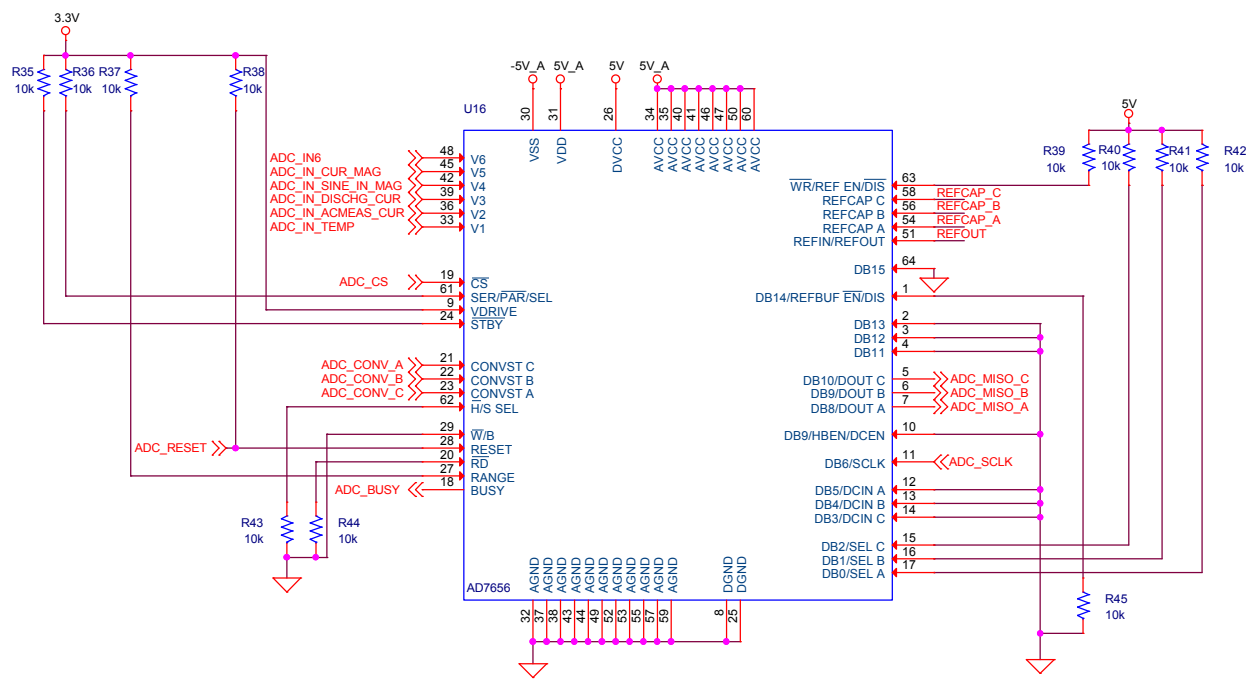 3.3V
R35
10k
R36
10k
R37
10k
R38
10k
-5V_A
5V_A
5V
5V_A
U16
30
31
26
34
35
40
41
46
47
50
60
VSS
VDD
DVCC
AVCC
AVCC
AVCC
AVCC
AVCC
AVCC
AVCC
AVCC
5V
R39
10k
R40
10k
R41
10k
R42
10k
ADC_IN6 48 V6
ADC_IN_CUR_MAG 45 V5
ADC_IN_SINE_IN_MAG 42 V4
ADC_IN_DISCHG_CUR 39 V3
ADC_IN_ACMEAS_CUR 36 V2
ADC_IN_TEMP 33 V1
WR/REF EN/DIS 63
REFCAP C 58 REFCAP_C
REFCAP B 56 REFCAP_B
REFCAP A 54 REFCAP_A
REFIN/REFOUT 51 REFOUT
DB15 64
ADC_CS 19 CS
61 SER/PAR/SEL
9 VDRIVE
24 STBY
DB14/REFBUF EN/DIS 1
DB13 2
DB12 3
DB11 4
ADC_CONV_A 21 CONVST C
ADC_CONV_B 22 CONVST B
ADC_CONV_C 23 CONVST A
62 H/S SEL
DB10/DOUT C 5 ADC_MISO_C
DB9/DOUT B 6 ADC_MISO_B
DB8/DOUT A 7 ADC_MISO_A
29 W/B
ADC_RESET 28 RESET
20 RD
27 RANGE
ADC_BUSY 18 BUSY
DB9/HBEN/DCEN 10
DB6/SCLK 11 ADC_SCLK
DB5/DCIN A 12
DB4/DCIN B 13
DB3/DCIN C 14
DB2/SEL C 15
DB1/SEL B 16
DB0/SEL A 17
R43
10k
R44
10k
R45
10k
AD7656
AGND
AGND
AGND
AGND
AGND
AGND
AGND
AGND
AGND
AGND
AGND
DGND
DGND
32
37
38
43
44
49
52
53
55
57
59
8
25